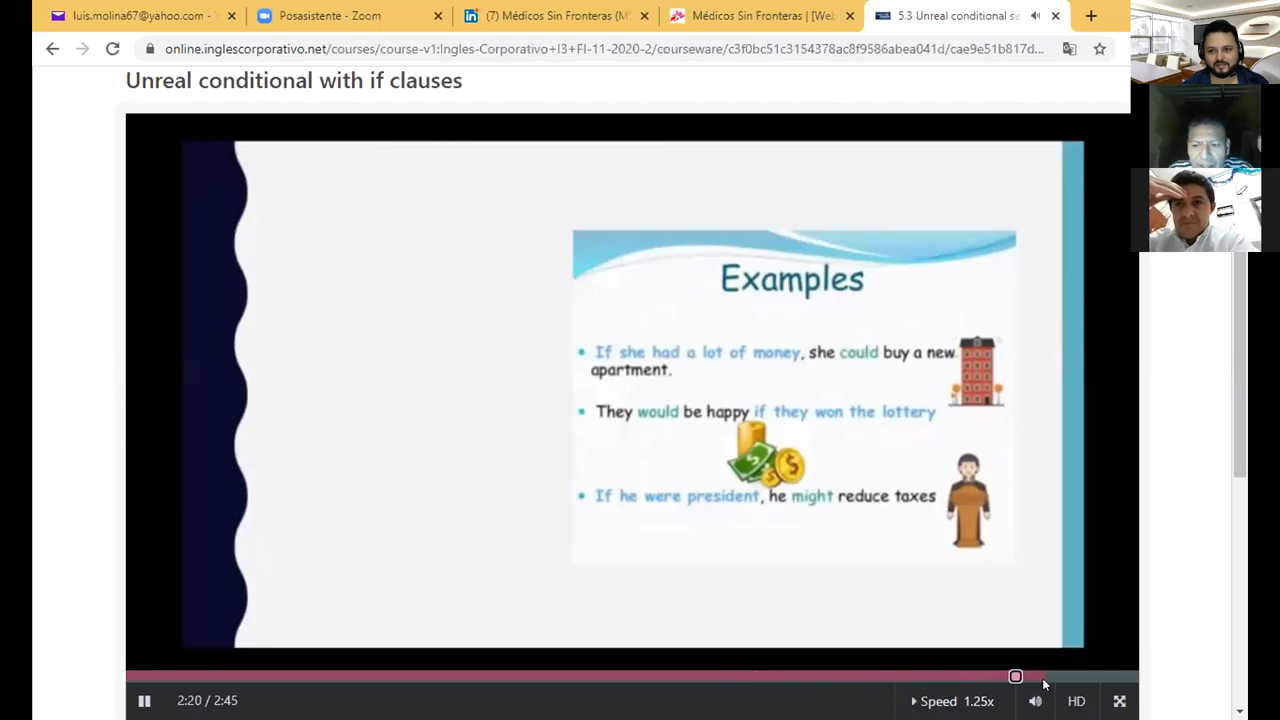 luis.molina67@yahoo.com - Y
Posasistente - Zoom
(7) Médicos Sin Fronteras (MS
Médicos Sin Fronteras | [Web
5.3 Unreal conditional se
online.inglescorporativo.net/courses/course-v1:Ingles-Corporativo+I3+FI-11-2020-2/courseware/c3f0bc51c3154378ac8f9586abea041d/cae9e51b817d...
Unreal conditional with if clauses
Examples
• If she had a lot of money, she could buy a new
apartment.
• They would be happy if they won the lottery
• If he were president, he might reduce taxes
2:20 / 2:45
Speed 1.25x
HD